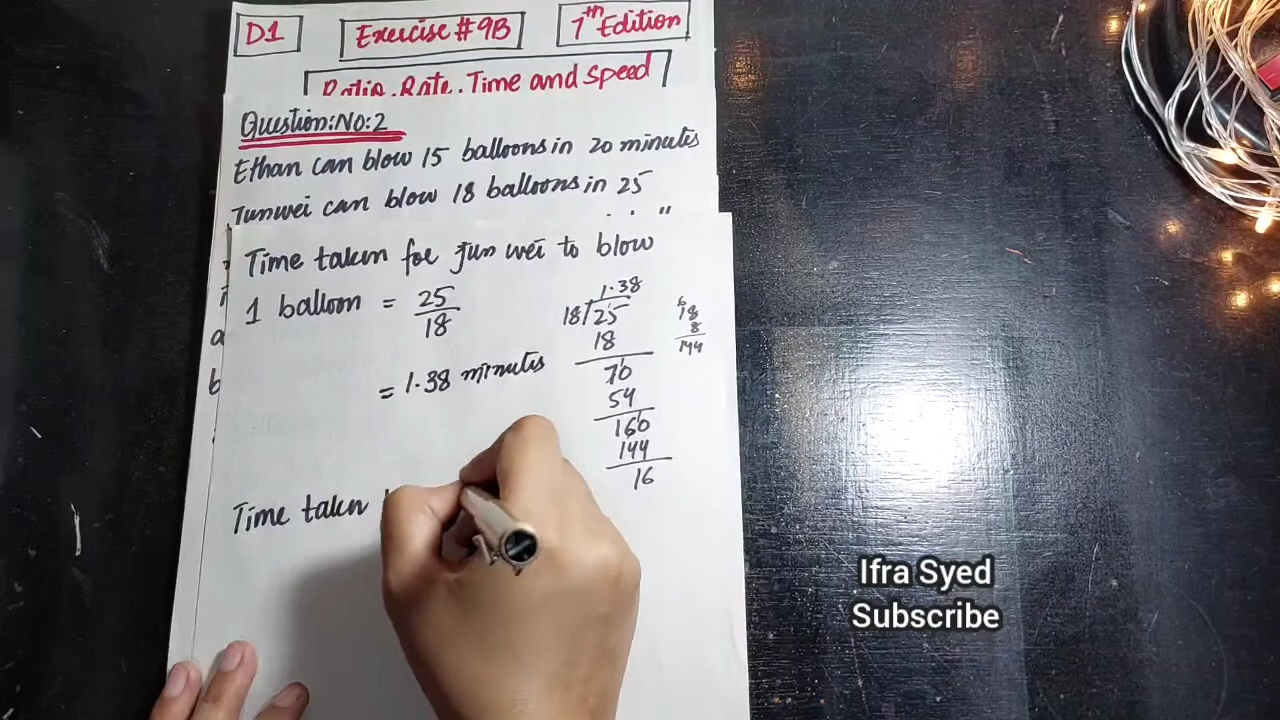 D1
Exercise #9B
7th Edition
Ratio, Rate, Time and Speed
Question:No:2
Ethan can blow 15 balloons in 20 minutes
Junwei can blow 18 balloons in 25
Time taken for Jun wei to blow
1 balloon = 25/18
= 1.38 minutes
1.38
18/25
18
70
54
160
144
16
6
18
8
144
Time taken
Ifra Syed
Subscribe